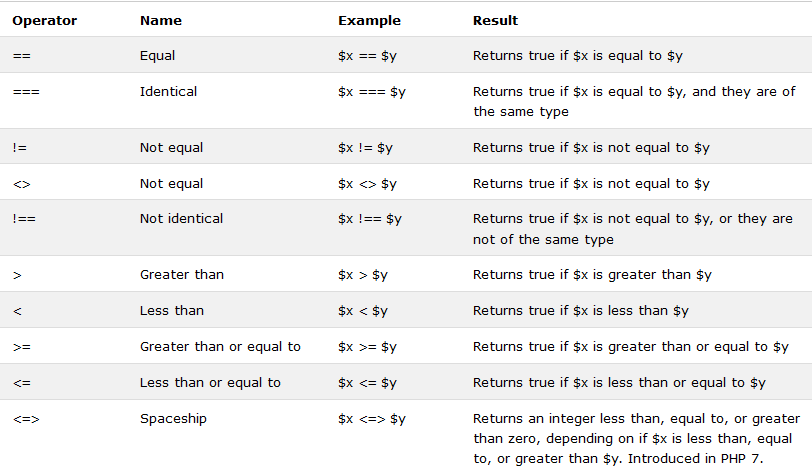 Operator Name Example Result
== Equal $x == $y Returns true if $x is equal to $y
=== Identical $x === $y Returns true if $x is equal to $y, and they are of
the same type
!= Not equal $x != $y Returns true if $x is not equal to $y
<> Not equal $x <> $y Returns true if $x is not equal to $y
!== Not identical $x !== $y Returns true if $x is not equal to $y, or they are
not of the same type
> Greater than $x > $y Returns true if $x is greater than $y
< Less than $x < $y Returns true if $x is less than $y
>= Greater than or equal to $x >= $y Returns true if $x is greater than or equal to $y
<= Less than or equal to $x <= $y Returns true if $x is less than or equal to $y
<=> Spaceship $x <=> $y Returns an integer less than, equal to, or greater
than zero, depending on if $x is less than, equal
to, or greater than $y. Introduced in PHP 7.